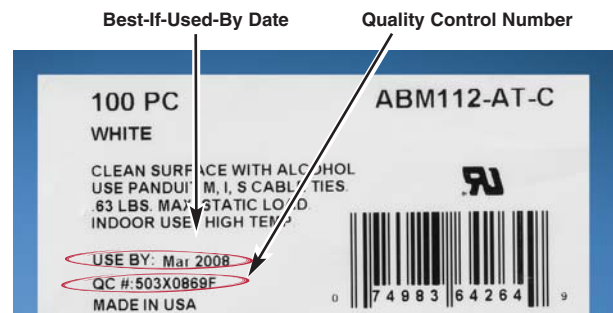 Best-If-Used-By Date
Quality Control Number
100 PC
ABM112-AT-C
WHITE
CLEAN SURFACE WITH ALCOHOL
USE PANDUIT M, I, S CABLE TIES.
.63 LBS. MAX STATIC LOAD.
INDOOR USE HIGH TEMP
USE BY: Mar 2008
QC #:503X0869F
MADE IN USA
0 74983 64264 9